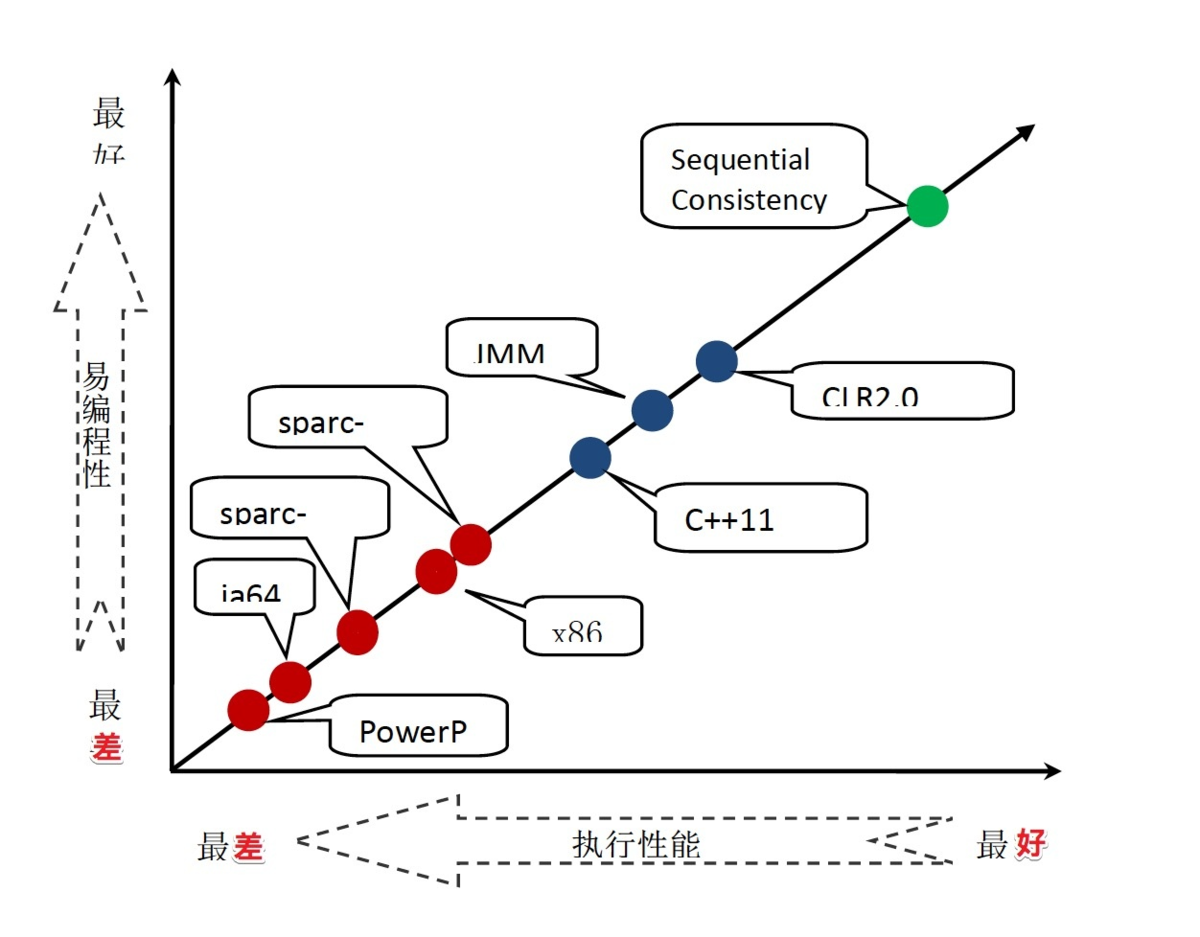 最
好
Sequential
Consistency
JMM
CLR2.0
易
编
程
性
sparc-
sparc-
C++11
ia64
x86
最
差
PowerP
最差
执行性能
最好